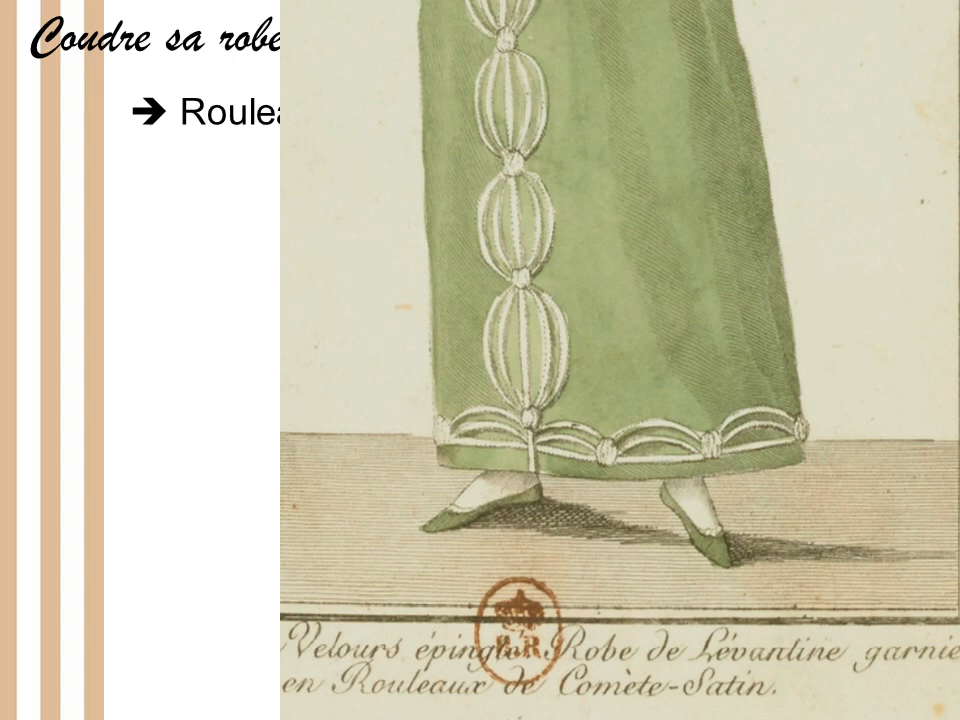 Coudre sa robe
➔ Roulea
Velours épinglé. Robe de Lévantine garnie
en Rouleaux de Comète-Satin.